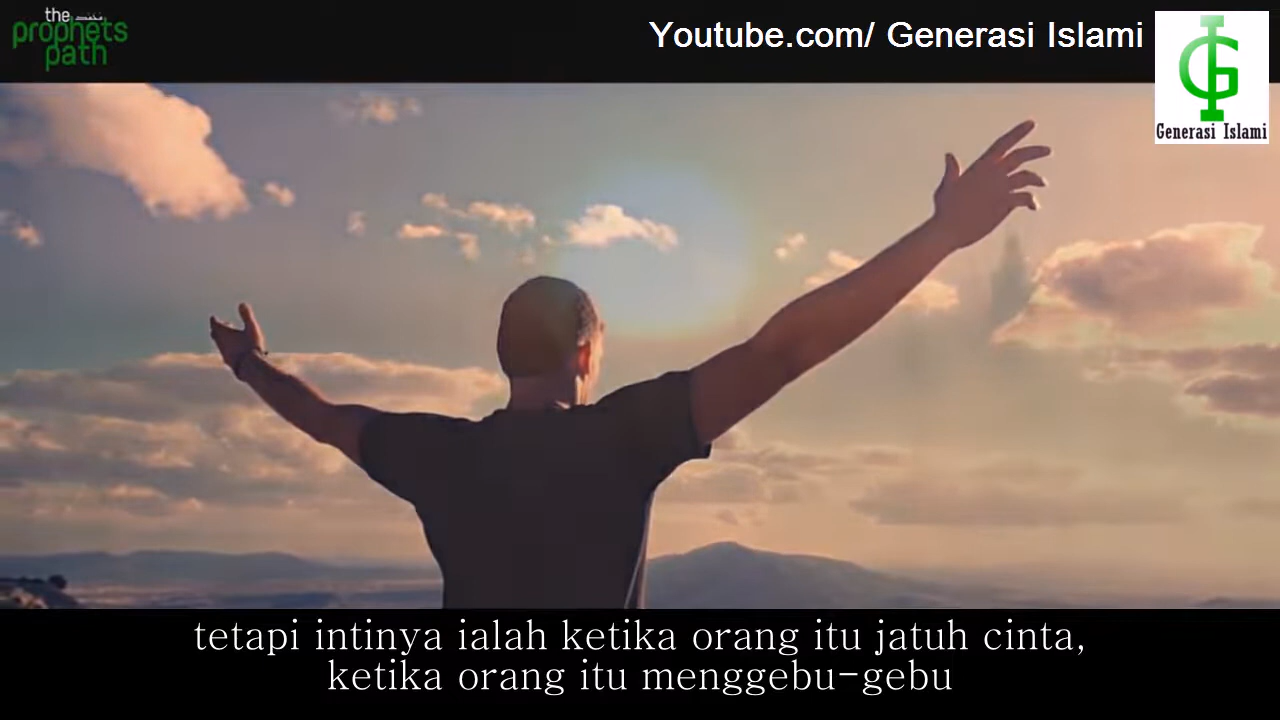 the
prophets
path
Youtube.com/ Generasi Islami
GI
Generasi Islami
tetapi intinya ialah ketika orang itu jatuh cinta,
ketika orang itu menggebu-gebu